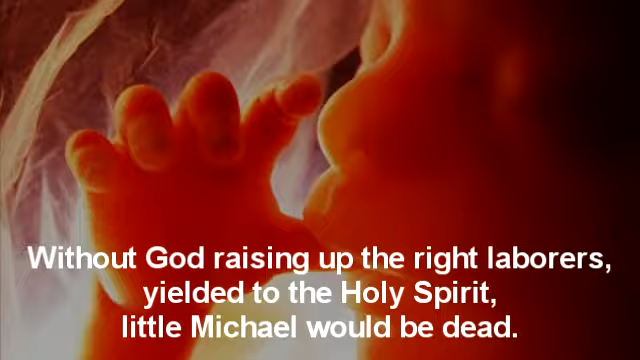 Without God raising up the right laborers,
yielded to the Holy Spirit,
little Michael would be dead.